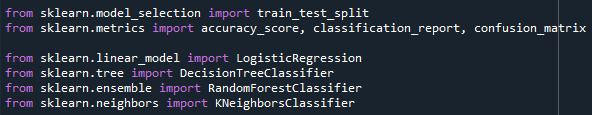 from sklearn.model_selection import train_test_split
from sklearn.metrics import accuracy_score, classification_report, confusion_matrix
from sklearn.linear_model import LogisticRegression
from sklearn.tree import DecisionTreeClassifier
from sklearn.ensemble import RandomForestClassifier
from sklearn.neighbors import KNeighborsClassifier